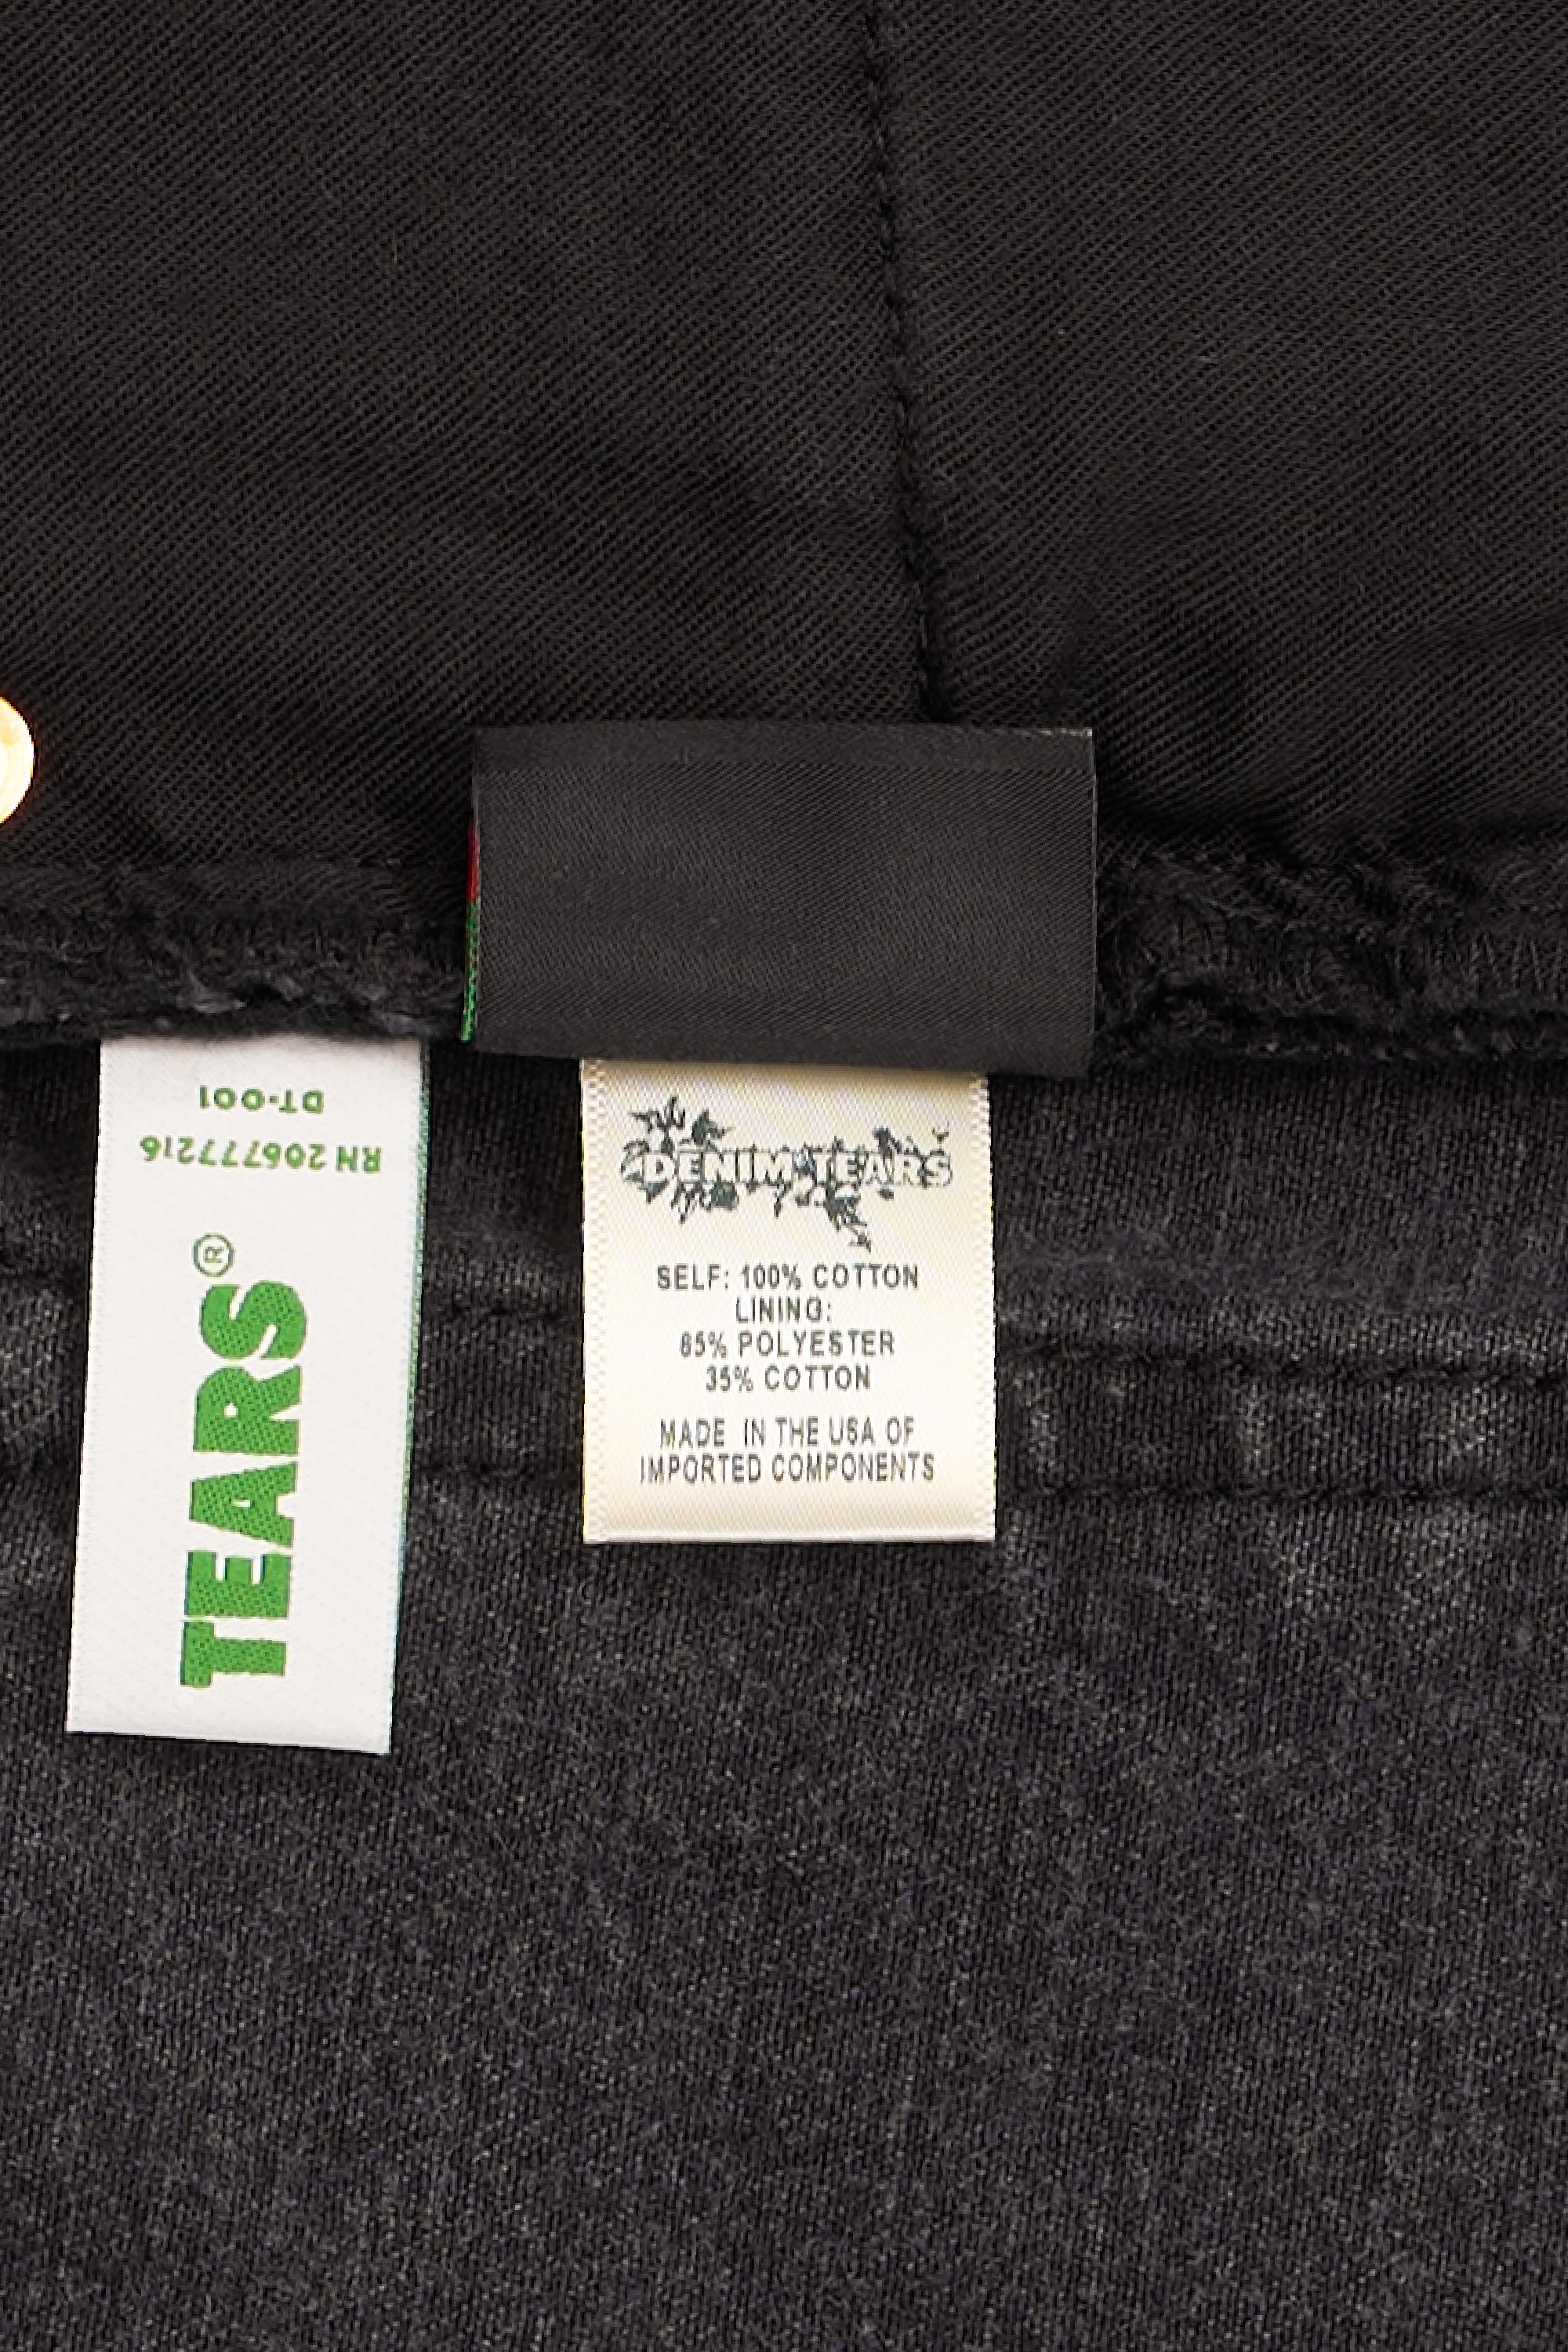 DT-001
RN 206777216
TEARS®
DENIM TEARS
SELF: 100% COTTON
LINING:
65% POLYESTER
35% COTTON
MADE IN THE USA OF
IMPORTED COMPONENTS